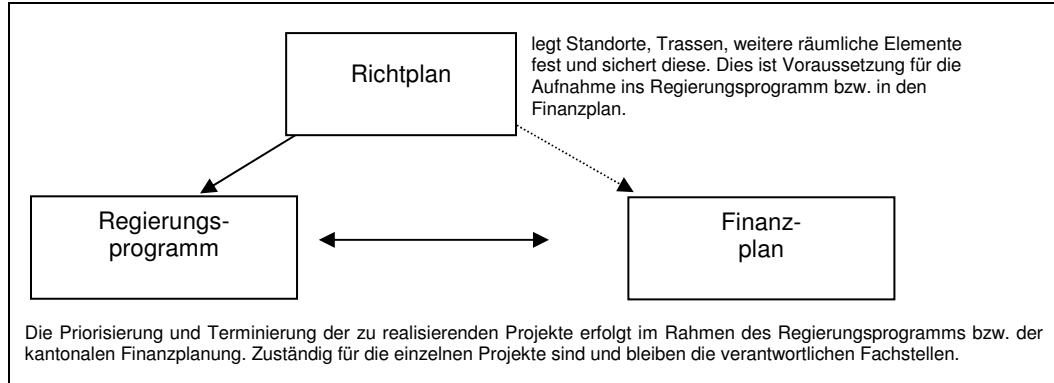 Richtplan
legt Standorte, Trassen, weitere räumliche Elemente
fest und sichert diese. Dies ist Voraussetzung für die
Aufnahme ins Regierungsprogramm bzw. in den
Finanzplan.
Regierungs-
programm
Finanz-
plan
Die Priorisierung und Terminierung der zu realisierenden Projekte erfolgt im Rahmen des Regierungsprogramms bzw. der
kantonalen Finanzplanung. Zuständig für die einzelnen Projekte sind und bleiben die verantwortlichen Fachstellen.